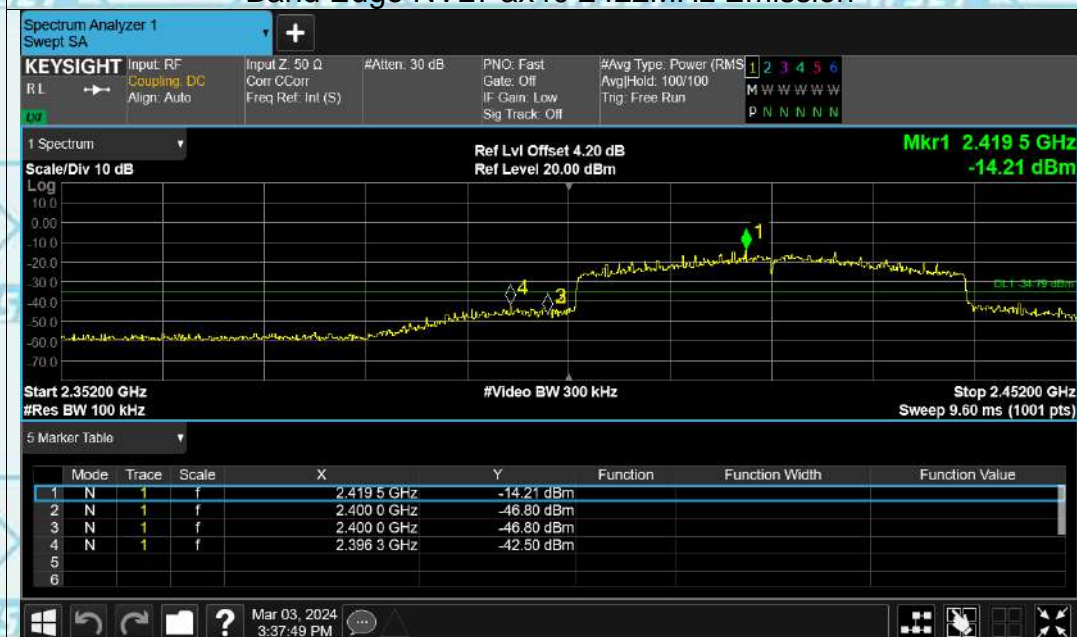 Spectrum Analyzer 1
Swept SA
+
KEYSIGHT
R L
Input: RF
Coupling: DC
Align: Auto
Input Z: 50 Ω
Corr CCorr
Freq Ref: Int (S)
#Atten: 30 dB
PNO: Fast
Gate: Off
IF Gain: Low
Sig Track: Off
#Avg Type: Power (RMS
Avg|Hold: 100/100
Trig: Free Run
1 2 3 4 5 6
M W W W W W
P N N N N N
1 Spectrum
Scale/Div 10 dB
Ref Lvl Offset 4.20 dB
Ref Level 20.00 dBm
Mkr1 2.419 5 GHz
-14.21 dBm
Log
10.0
0.00
-10.0
-20.0
-30.0
-40.0
-50.0
-60.0
-70.0
1
4
3
DL1 -34.79 dBm
Start 2.35200 GHz
#Res BW 100 kHz
#Video BW 300 kHz
Stop 2.45200 GHz
Sweep 9.60 ms (1001 pts)
5 Marker Table
Mode Trace Scale X Y Function Function Width Function Value
1 N 1 f 2.419 5 GHz -14.21 dBm
2 N 1 f 2.400 0 GHz -46.80 dBm
3 N 1 f 2.400 0 GHz -46.80 dBm
4 N 1 f 2.396 3 GHz -42.50 dBm
5
6
?
Mar 03, 2024
3:37:49 PM